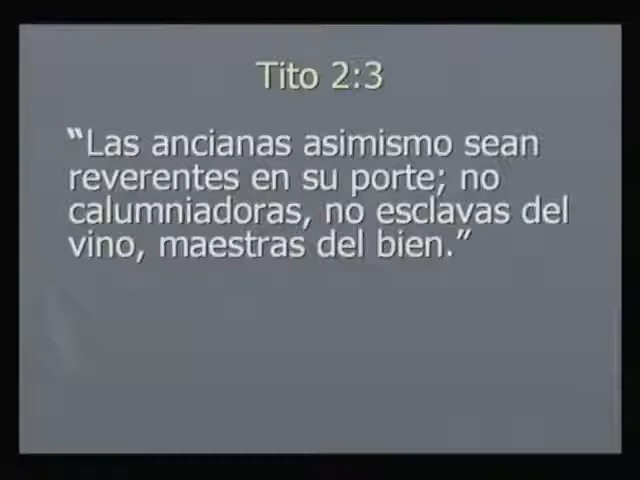 Tito 2:3
“Las ancianas asimismo sean
reverentes en su porte; no
calumniadoras, no esclavas del
vino, maestras del bien.”